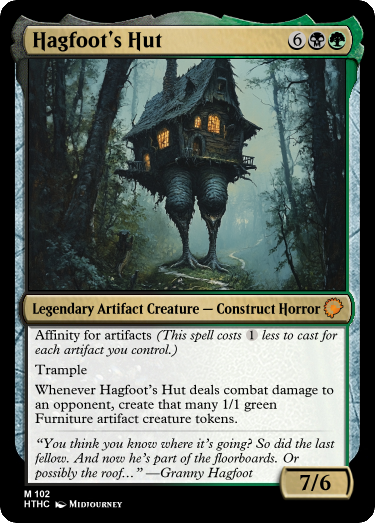 Hagfoot's Hut 6
Legendary Artifact Creature — Construct Horror
Affinity for artifacts (This spell costs 1 less to cast for
each artifact you control.)
Trample
Whenever Hagfoot's Hut deals combat damage to
an opponent, create that many 1/1 green
Furniture artifact creature tokens.
"You think you know where it's going? So did the last
fellow. And now he's part of the floorboards. Or
possibly the roof..." —Granny Hagfoot
7/6
M 102
HTHC Midjourney